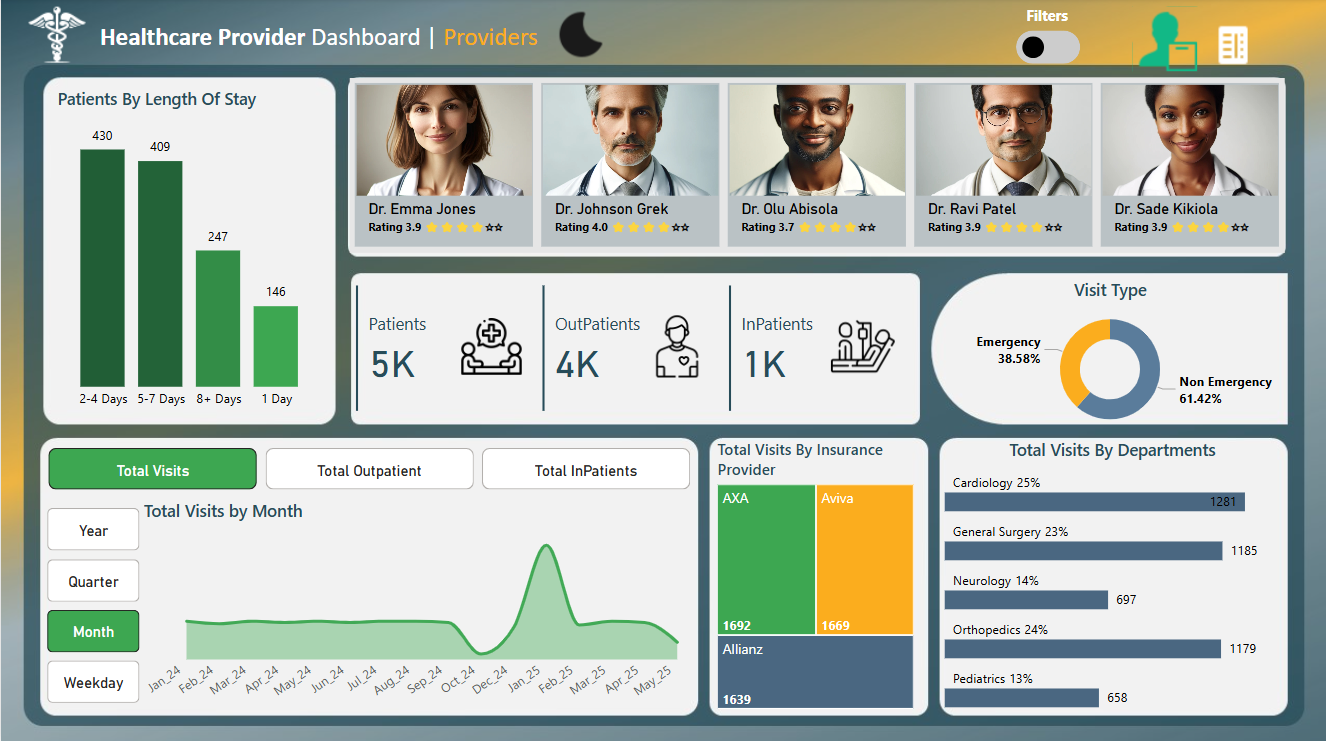 Healthcare Provider Dashboard | Providers
Filters
Patients By Length Of Stay
430
409
247
146
2-4 Days 5-7 Days 8+ Days 1 Day
Dr. Emma Jones
Rating 3.9 ⭐⭐⭐⭐☆☆
Dr. Johnson Grek
Rating 4.0 ⭐⭐⭐⭐☆☆
Dr. Olu Abisola
Rating 3.7 ⭐⭐⭐⭐☆☆
Dr. Ravi Patel
Rating 3.9 ⭐⭐⭐⭐☆☆
Dr. Sade Kikiola
Rating 3.9 ⭐⭐⭐⭐☆☆
Patients
5K
OutPatients
4K
InPatients
1K
Visit Type
Emergency
38.58%
Non Emergency
61.42%
Total Visits
Total Outpatient
Total InPatients
Year
Quarter
Month
Weekday
Total Visits by Month
Jan_24 Feb_24 Mar_24 Apr_24 May_24 Jun_24 Jul_24 Aug_24 Sep_24 Oct_24 Dec_24 Jan_25 Feb_25 Mar_25 Apr_25 May_25
Total Visits By Insurance
Provider
AXA
1692
Aviva
1669
Allianz
1639
Total Visits By Departments
Cardiology 25%
1281
General Surgery 23%
1185
Neurology 14%
697
Orthopedics 24%
1179
Pediatrics 13%
658